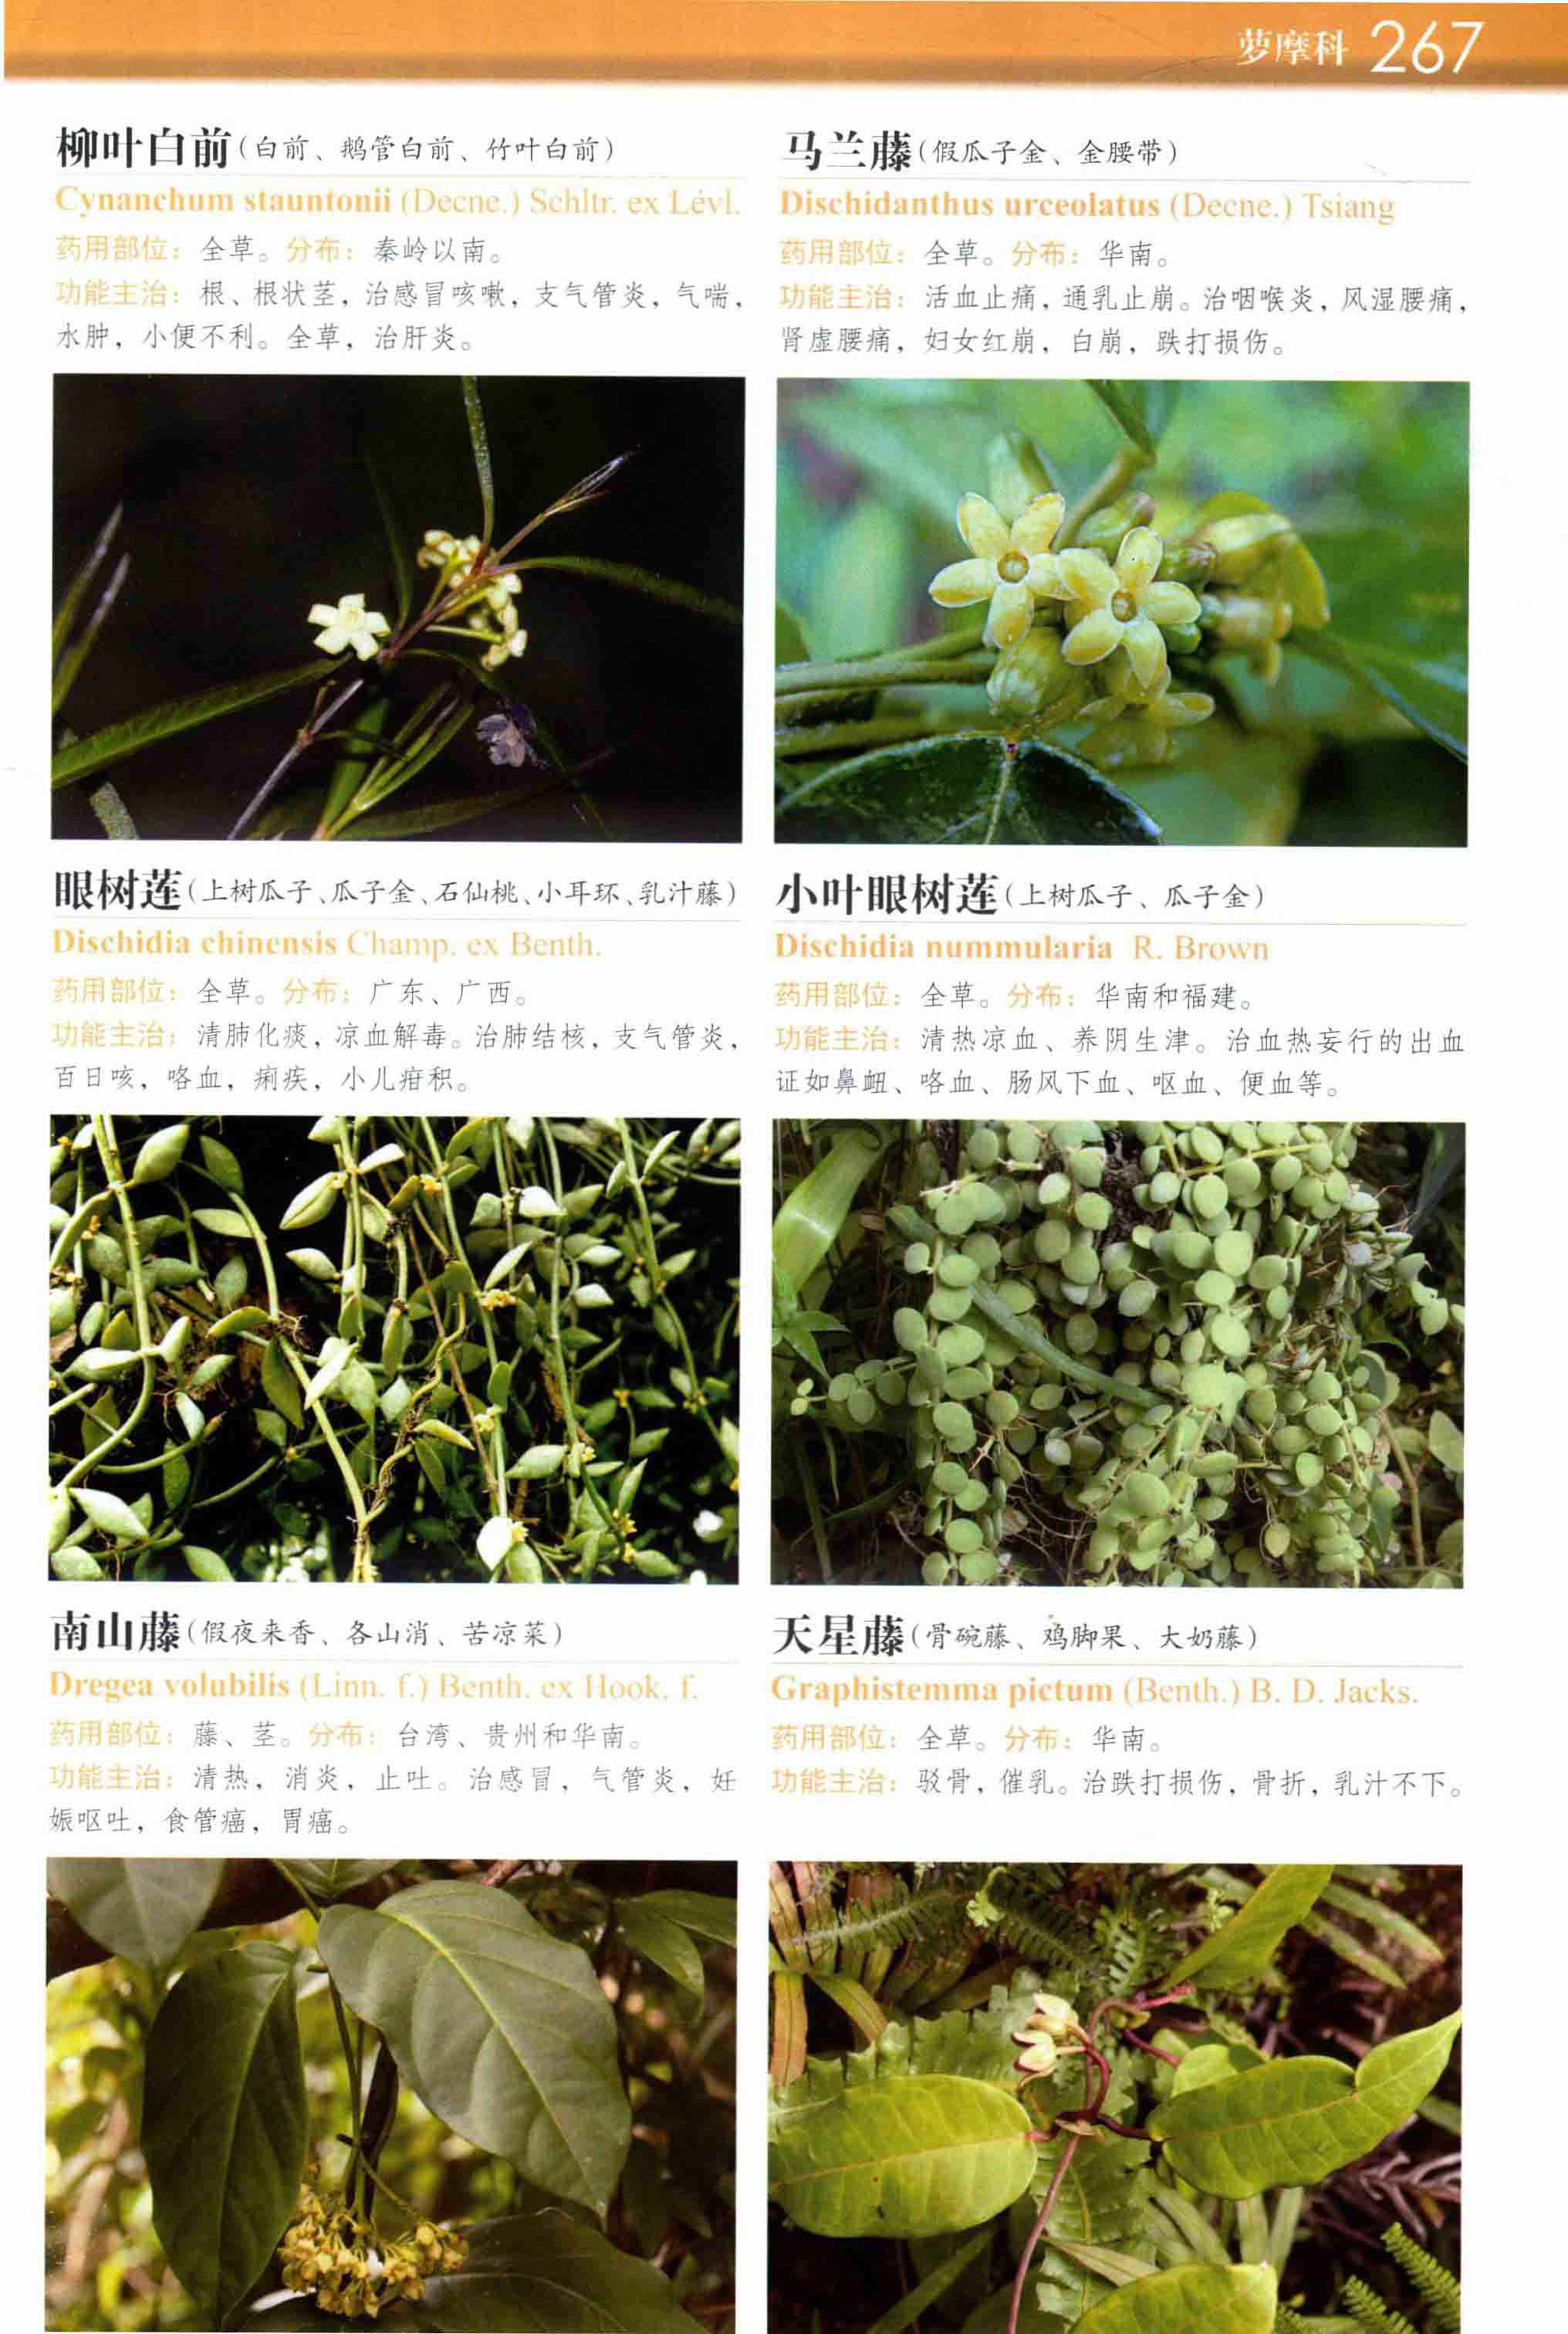 萝藦科 267
柳叶白前(白前、鹅管白前、竹叶白前)
Cynanchum stauntonii (Decne.) Schltr. ex Lévl.
药用部位：全草。分布：秦岭以南。
功能主治：根、根状茎，治感冒咳嗽，支气管炎，气喘，
水肿，小便不利。全草，治肝炎。
马兰藤(假瓜子金、金腰带)
Dischidanthus urceolatus (Decne.) Tsiang
药用部位：全草。分布：华南。
功能主治：活血止痛，通乳止崩。治咽喉炎，风湿腰痛，
肾虚腰痛，妇女红崩，白崩，跌打损伤。
眼树莲(上树瓜子、瓜子金、石仙桃、小耳环、乳汁藤)
Dischidia chinensis Champ. ex Benth.
药用部位：全草。分布：广东、广西。
功能主治：清肺化痰，凉血解毒。治肺结核，支气管炎，
百日咳，咯血，痢疾，小儿疳积。
小叶眼树莲(上树瓜子、瓜子金)
Dischidia nummularia R. Brown
药用部位：全草。分布：华南和福建。
功能主治：清热凉血、养阴生津。治血热妄行的出血
证如鼻衄、咯血、肠风下血、呕血、便血等。
南山藤(假夜来香、各山消、苦凉菜)
Dregea volubilis (Linn. f.) Benth. ex Hook. f.
药用部位：藤、茎。分布：台湾、贵州和华南。
功能主治：清热，消炎，止吐。治感冒，气管炎，妊
娠呕吐，食管癌，胃癌。
天星藤(骨碗藤、鸡脚果、大奶藤)
Graphistemma pictum (Benth.) B. D. Jacks.
药用部位：全草。分布：华南。
功能主治：驳骨，催乳。治跌打损伤，骨折，乳汁不下。